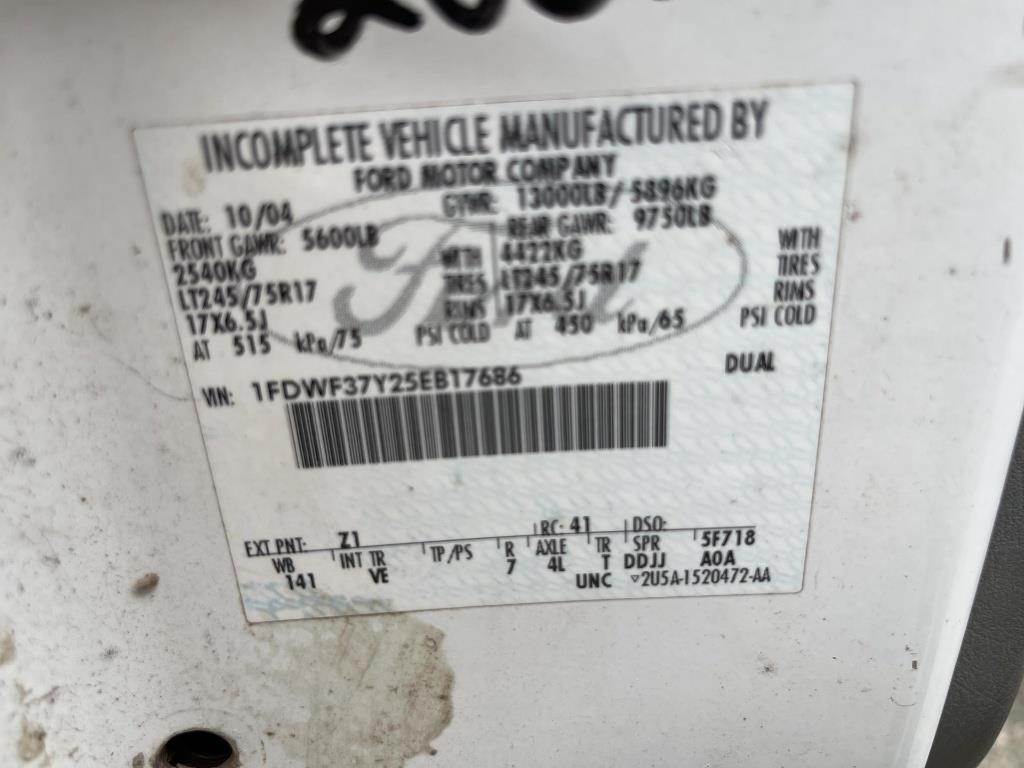 INCOMPLETE VEHICLE MANUFACTURED BY
FORD MOTOR COMPANY
DATE: 10/04 GVWR: 13000LB / 5896KG
FRONT GAWR: 5600LB REAR GAWR: 9750LB
2540KG WITH 4422KG WITH
LT245/75R17 TIRES LT245/75R17 TIRES
17X6.5J RIMS 17X6.5J RIMS
AT 515 kPa/75 PSI COLD AT 450 kPa/65 PSI COLD
DUAL
VIN: 1FDWF37Y25EB17686
EXT PNT: Z1 RC: 41 DSO:
WB INT TR TP/PS R AXLE TR SPR 5F718
141 VE 7 4L T DDJJ A0A
UNC ▽2U5A-1520472-AA
Ford